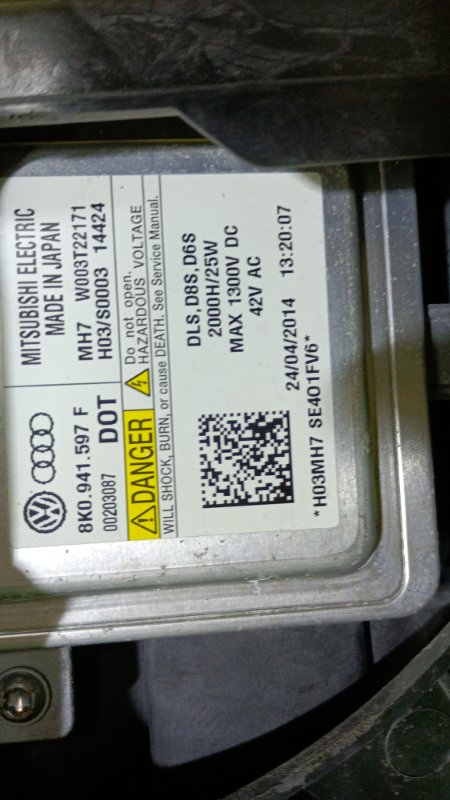 MITSUBISHI ELECTRIC
MADE IN JAPAN
MH7 W003T22171
H03/S0003 14424
8K0.941.597 F
00203087 DOT
DANGER
Do not open.
HAZARDOUS VOLTAGE
WILL SHOCK, BURN, or cause DEATH. See Service Manual.
DLS, D8S, D6S
2000H/25W
MAX 1300V DC
42V AC
24/04/2014 13:20:07
*H03MH7 SE401FV6*